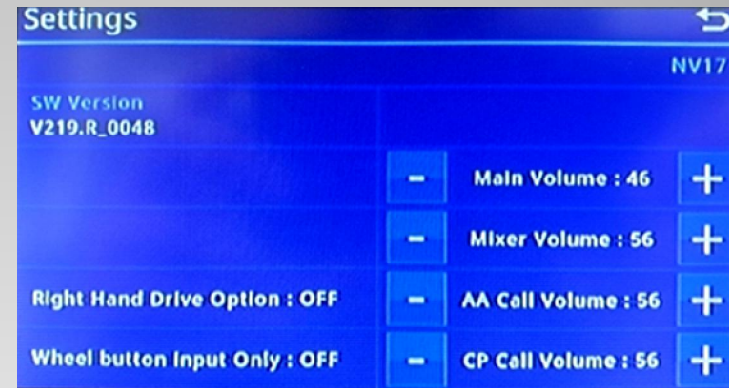 Settings
NV17
SW Version
V219.R_0048
- Main Volume : 46 +
- Mixer Volume : 56 +
Right Hand Drive Option : OFF - AA Call Volume : 56 +
Wheel button Input Only : OFF - CP Call Volume : 56 +